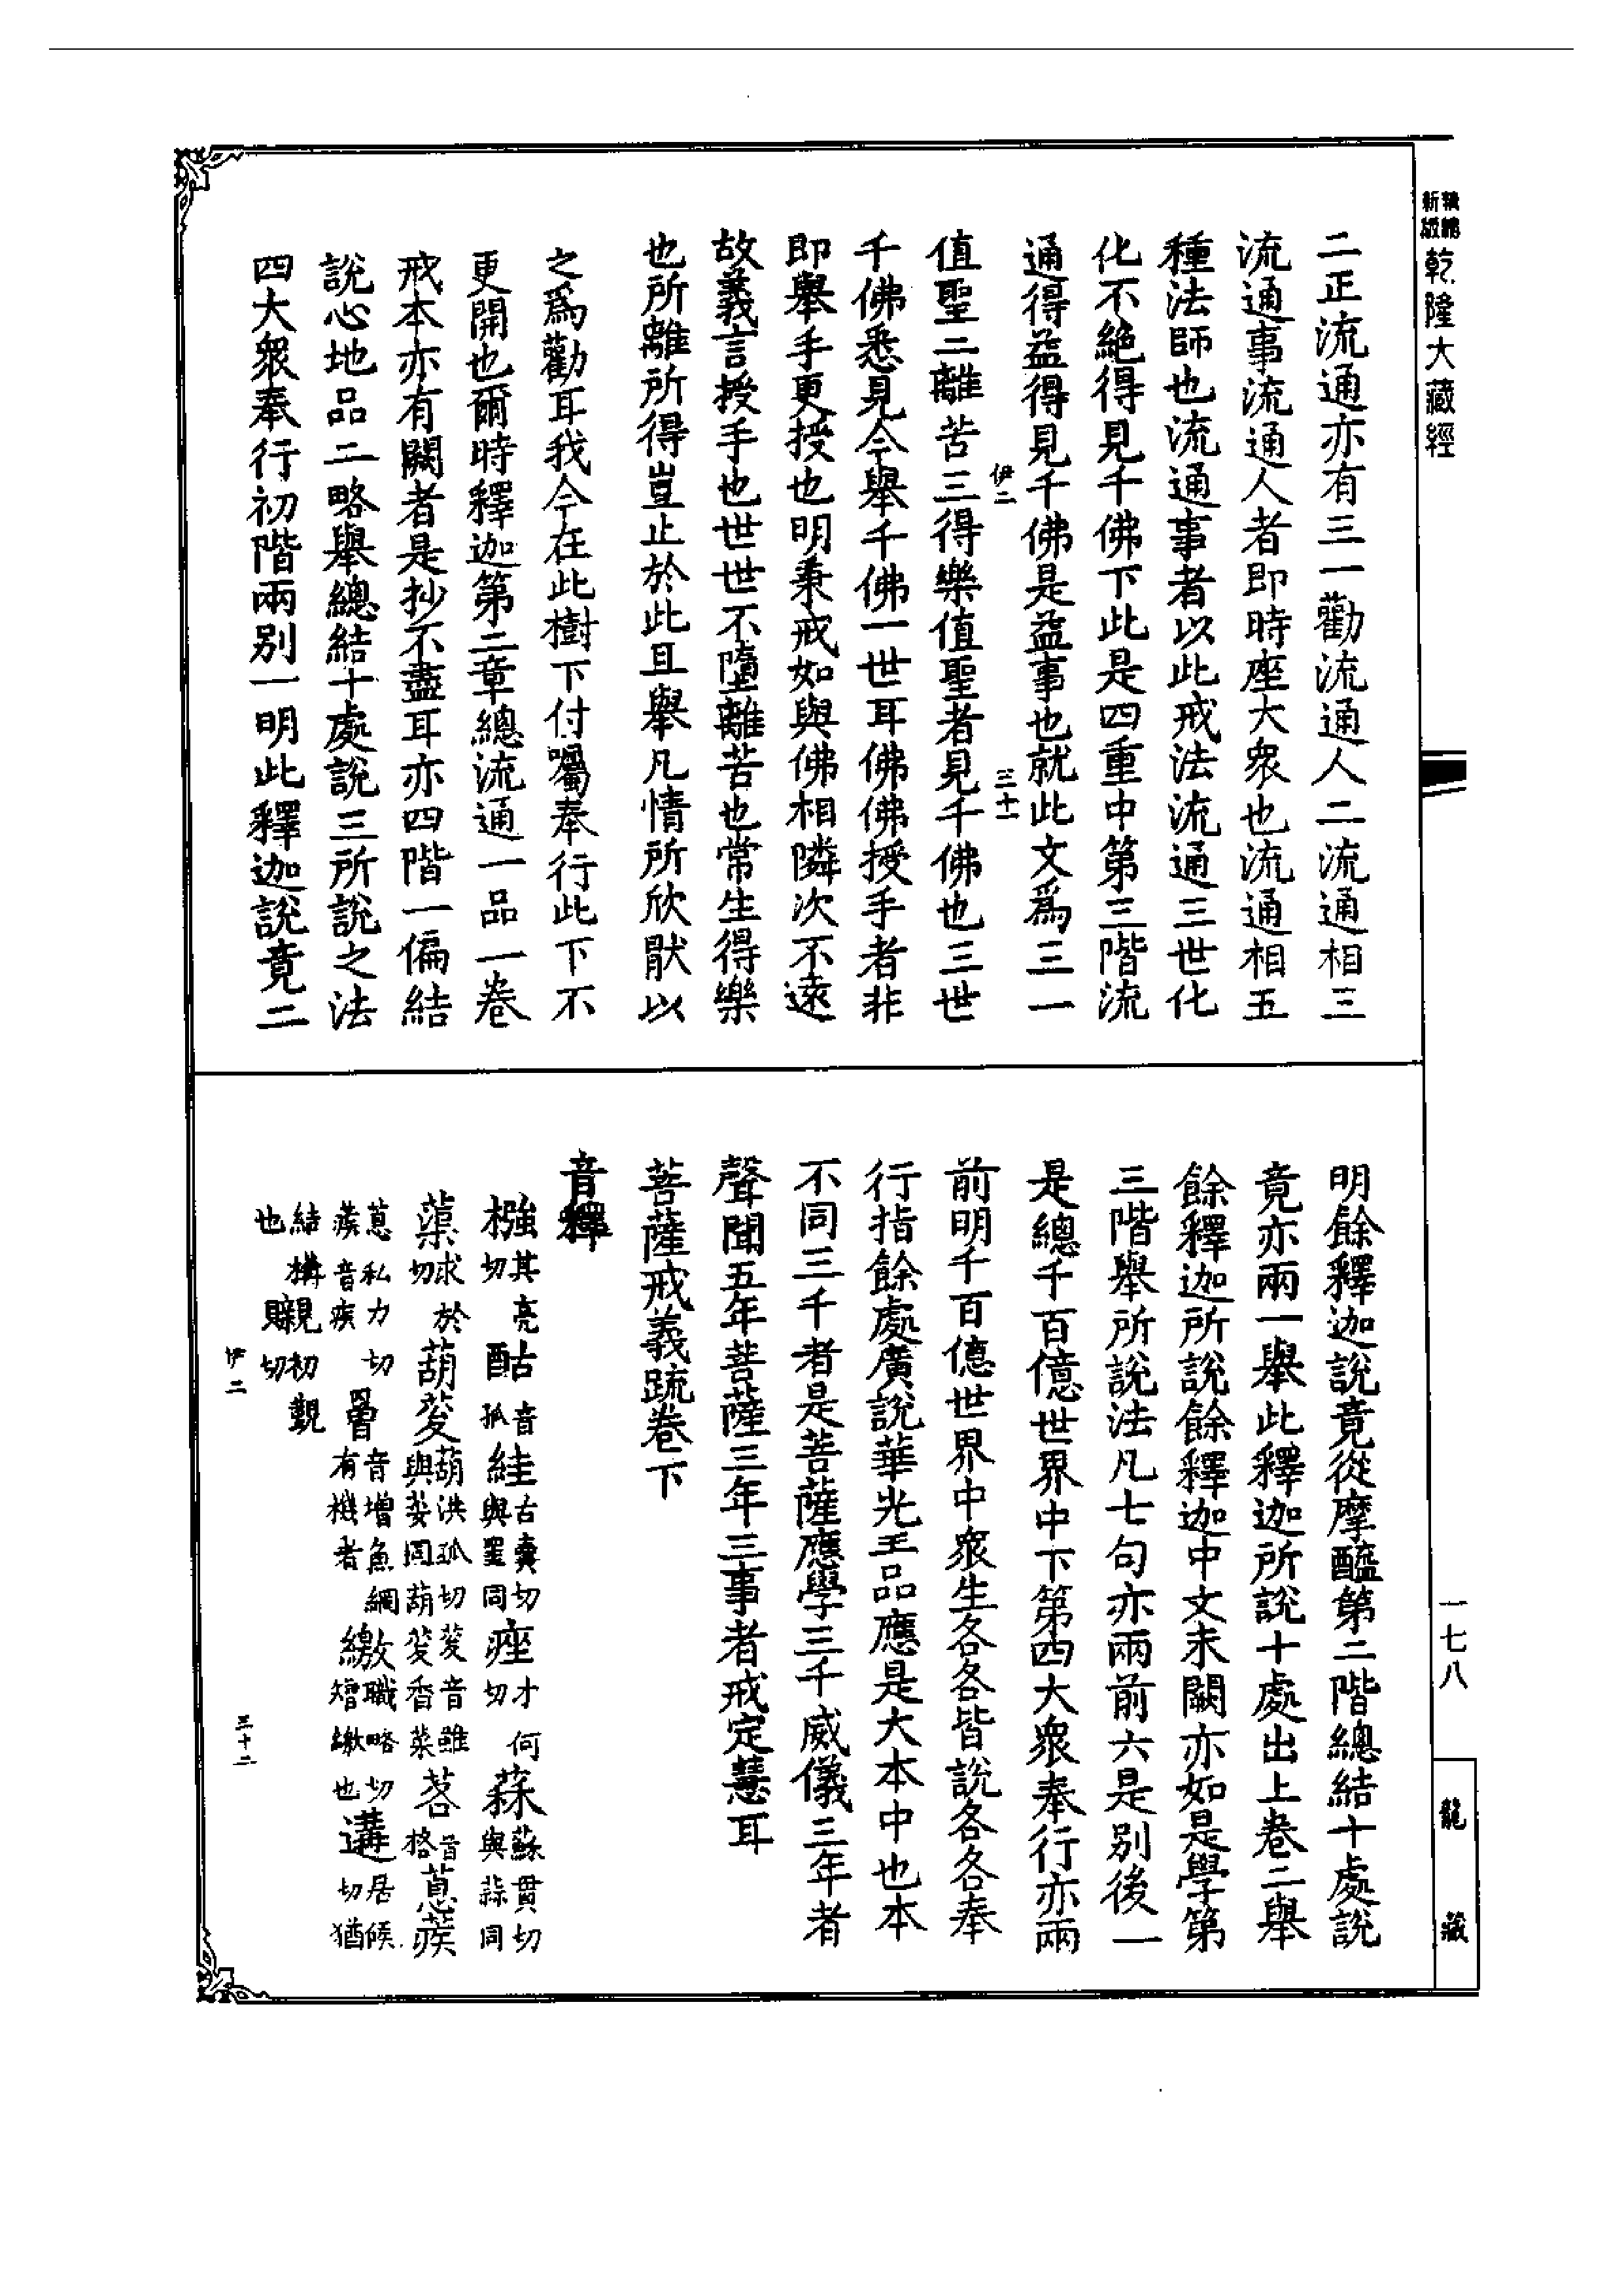 新編縮版 乾隆大藏經
二正流通亦有三一勸流通人二流通相三
流通事流通人者即時座大衆也流通相五
種法師也流通事者以此戒法流通三世化
化不絶得見千佛下此是四重中第三階流
通得益得見千佛是益事也就此文爲三一
伊二 三十一
值聖二離苦三得樂值聖者見千佛也三世
千佛悉見今舉千佛一世耳佛佛授手者非
即舉手更授也明秉戒如與佛相隣次不遠
故義言授手也世世不墮離苦也常生得樂
也所離所得豈止於此且舉凡情所欣猒以
之爲勸耳我今在此樹下付囑奉行此下不
更開也爾時釋迦第二章總流通一品一卷
戒本亦有闕者是抄不盡耳亦四階一偏結
說心地品二略舉總結十處說三所說之法
四大衆奉行初階兩別一明此釋迦說竟二
明餘釋迦說竟從摩醯第二階總結十處說
竟亦兩一舉此釋迦所說十處出上卷二舉
餘釋迦所說餘釋迦中文未闕亦如是學第
三階舉所說法凡七句亦兩前六是別後一
是總千百億世界中下第四大衆奉行亦兩
前明千百億世界中衆生各各皆說各各奉
行指餘處廣說華光王品應是大本中也本
不同三千者是菩薩應學三千威儀三年者
聲聞五年菩薩三年三事者戒定慧耳
菩薩戒義疏卷下
音釋
摾其亮切 酤音孤 絓古賣切與罣同 痤才何切 蒜蘇貫切與蒜同
蕖求於切 葫荽葫洪孤切荽音雖與荾同葫荽香菜 茖音格 蒠蒺
蒠私力切蒺音疾 罾音增魚網有機者 繳職略切矰繳也 遘居候切猶
結構也 䞋初覲切
伊二 三十二
一七八
龍藏